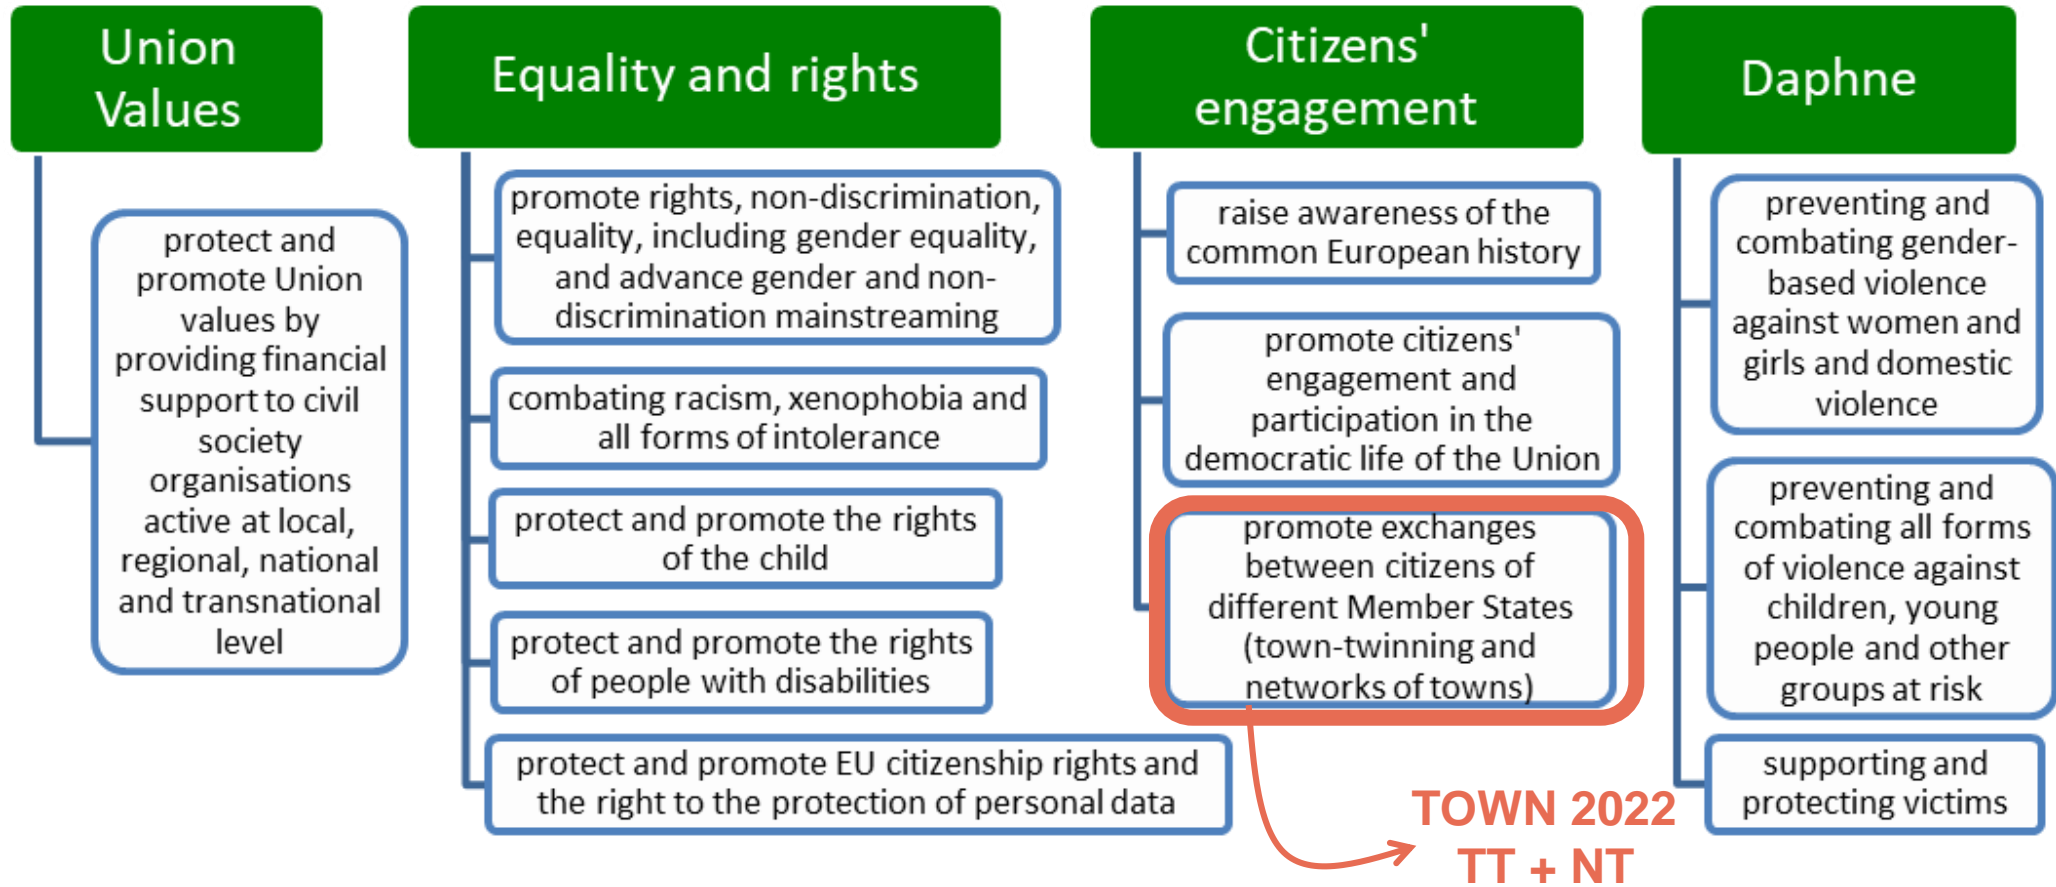 Union
Values
protect and
promote Union
values by
providing financial
support to civil
society
organisations
active at local,
regional, national
and transnational
level
Equality and rights
promote rights, non-discrimination,
equality, including gender equality,
and advance gender and non-
discrimination mainstreaming
combating racism, xenophobia and
all forms of intolerance
protect and promote the rights
of the child
protect and promote the rights
of people with disabilities
protect and promote EU citizenship rights and
the right to the protection of personal data
Citizens'
engagement
raise awareness of the
common European history
promote citizens'
engagement and
participation in the
democratic life of the Union
promote exchanges
between citizens of
different Member States
(town-twinning and
networks of towns)
TOWN 2022
TT + NT
Daphne
preventing and
combating gender-
based violence
against women and
girls and domestic
violence
preventing and
combating all forms
of violence against
children, young
people and other
groups at risk
supporting and
protecting victims